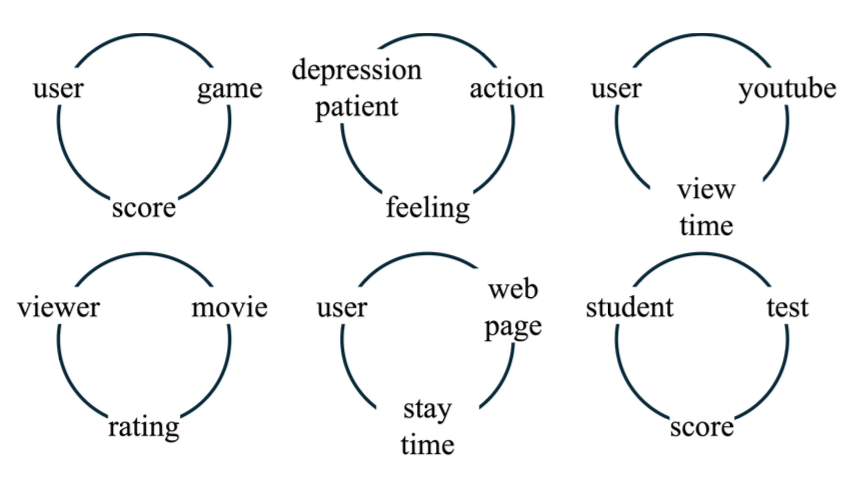 user
game
score
depression
patient
action
feeling
user
youtube
view
time
viewer
movie
rating
user
web
page
stay
time
student
test
score